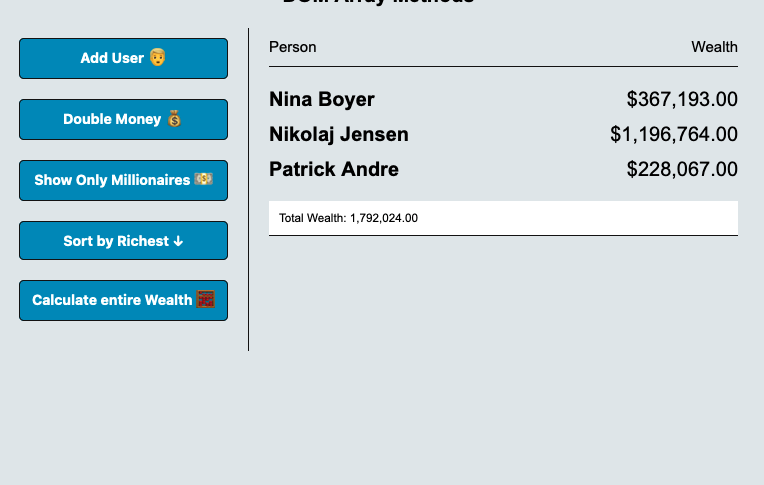 DOM Array Methods
Add User
Double Money
Show Only Millionaires
Sort by Richest ↓
Calculate entire Wealth
Person Wealth
Nina Boyer $367,193.00
Nikolaj Jensen $1,196,764.00
Patrick Andre $228,067.00
Total Wealth: 1,792,024.00